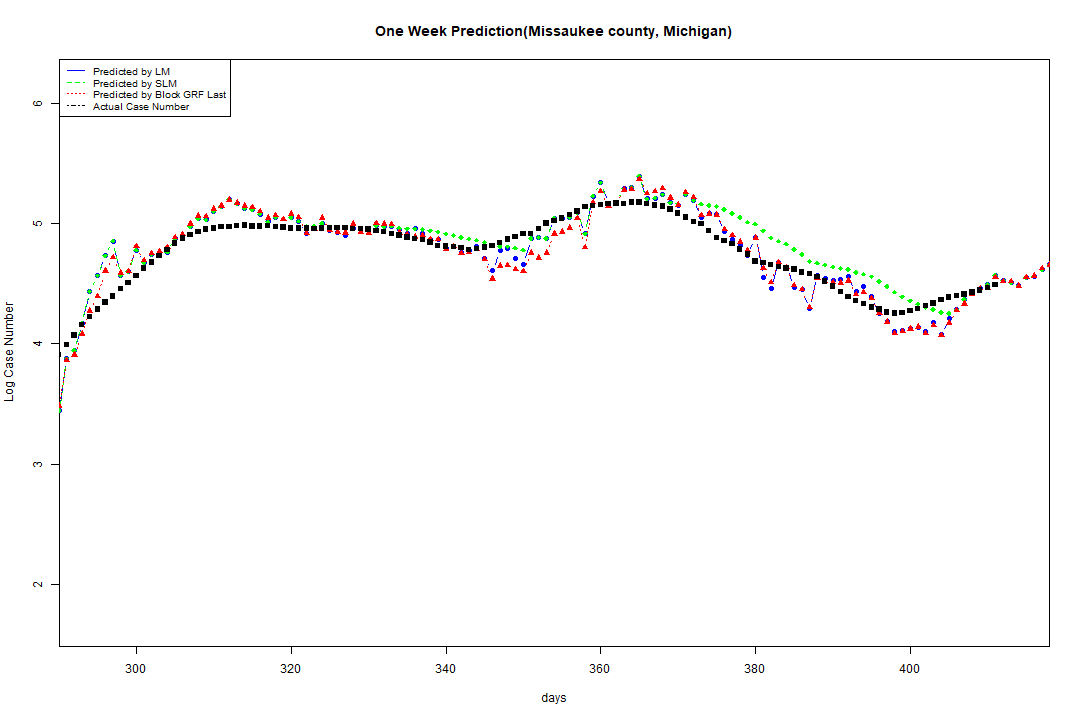 One Week Prediction(Missaukee county, Michigan)
Predicted by LM
Predicted by SLM
Predicted by Block GRF Last
Actual Case Number
6
5
4
3
2
Log Case Number
300 320 340 360 380 400
days